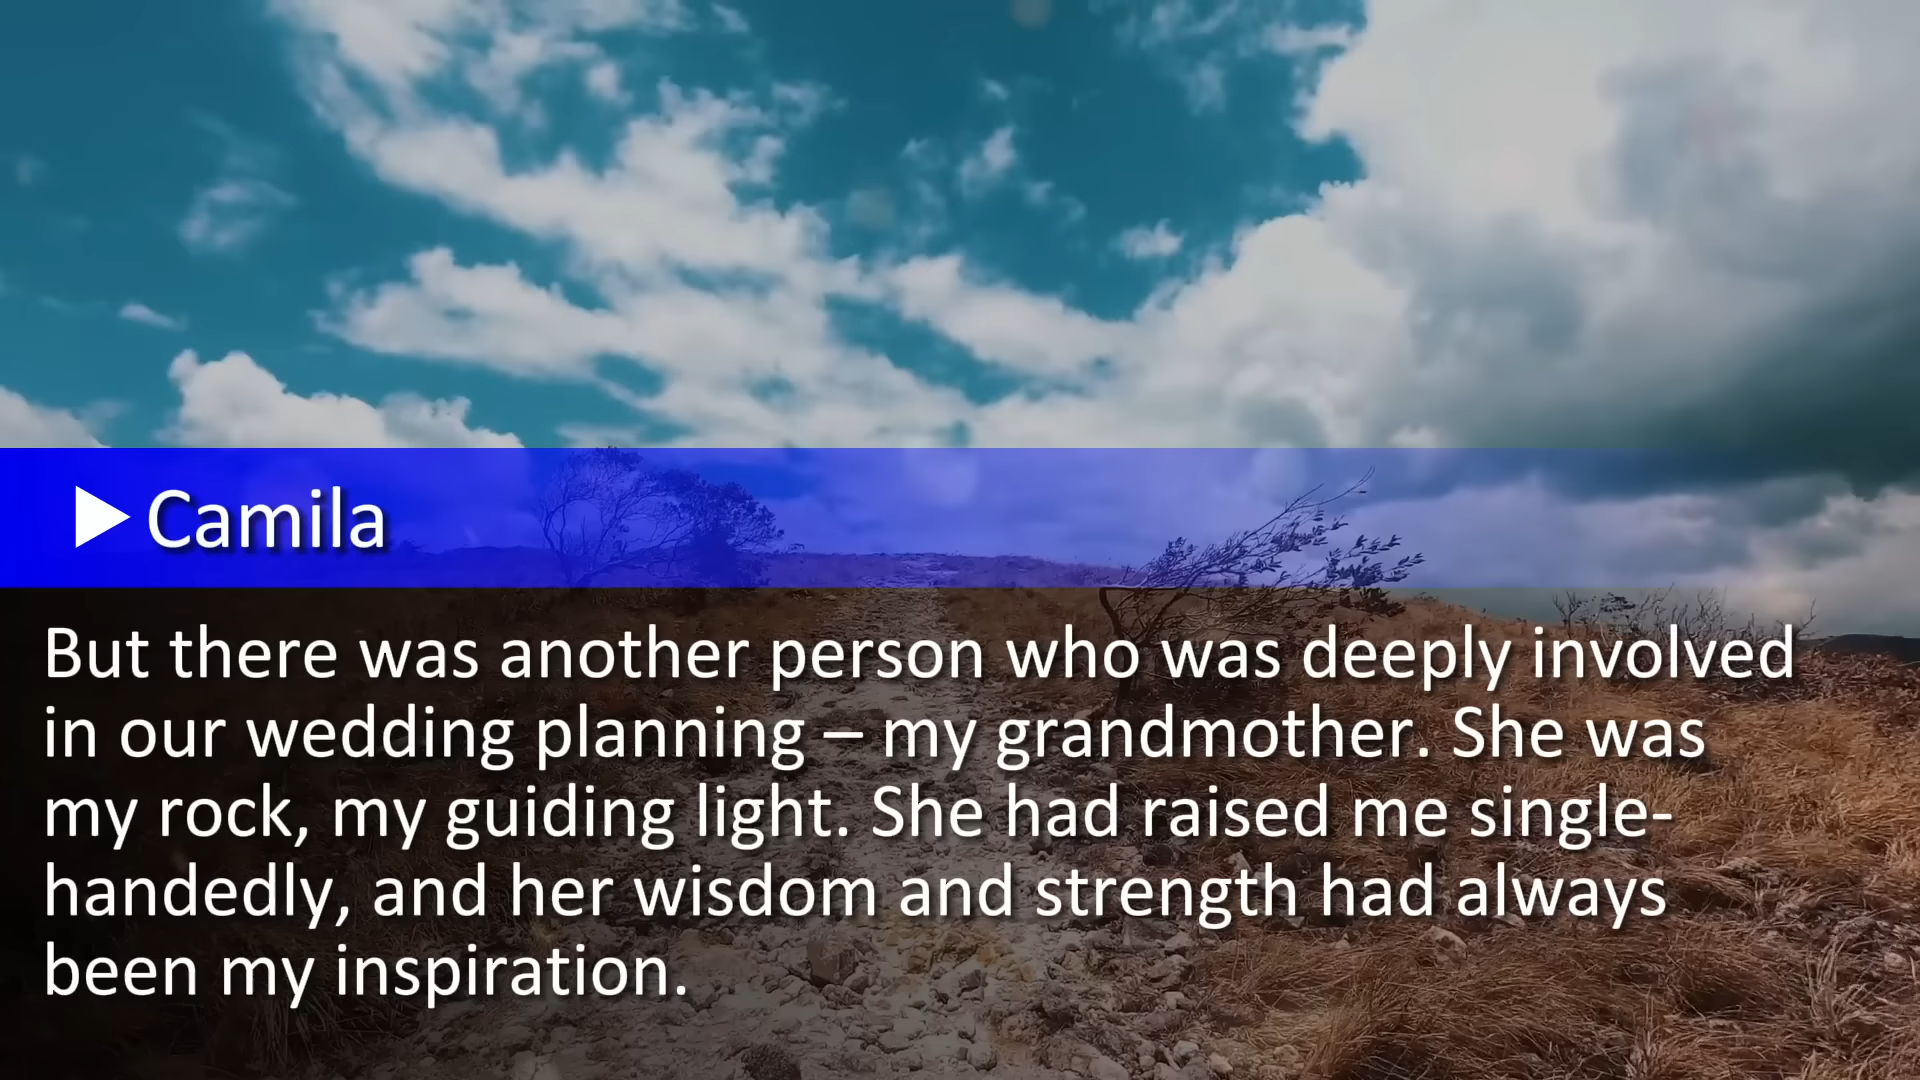 Camila
But there was another person who was deeply involved
in our wedding planning – my grandmother. She was
my rock, my guiding light. She had raised me single-
handedly, and her wisdom and strength had always
been my inspiration.